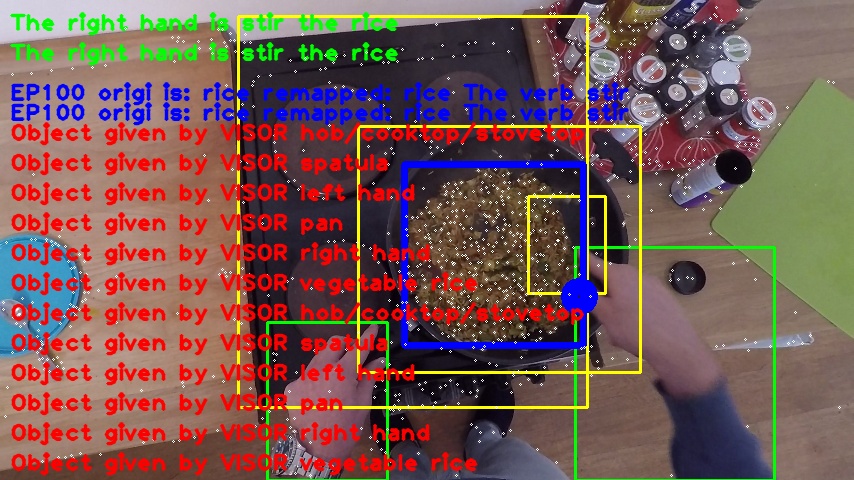 The right hand is stir the rice
The right hand is stir the rice
EP100 origi is: rice remapped: rice The verb stir
EP100 origi is: rice remapped: rice The verb stir
Object given by VISOR hob/cooktop/stovetop
Object given by VISOR spatula
Object given by VISOR left hand
Object given by VISOR pan
Object given by VISOR right hand
Object given by VISOR vegetable rice
Object given by VISOR hob/cooktop/stovetop
Object given by VISOR spatula
Object given by VISOR left hand
Object given by VISOR pan
Object given by VISOR right hand
Object given by VISOR vegetable rice